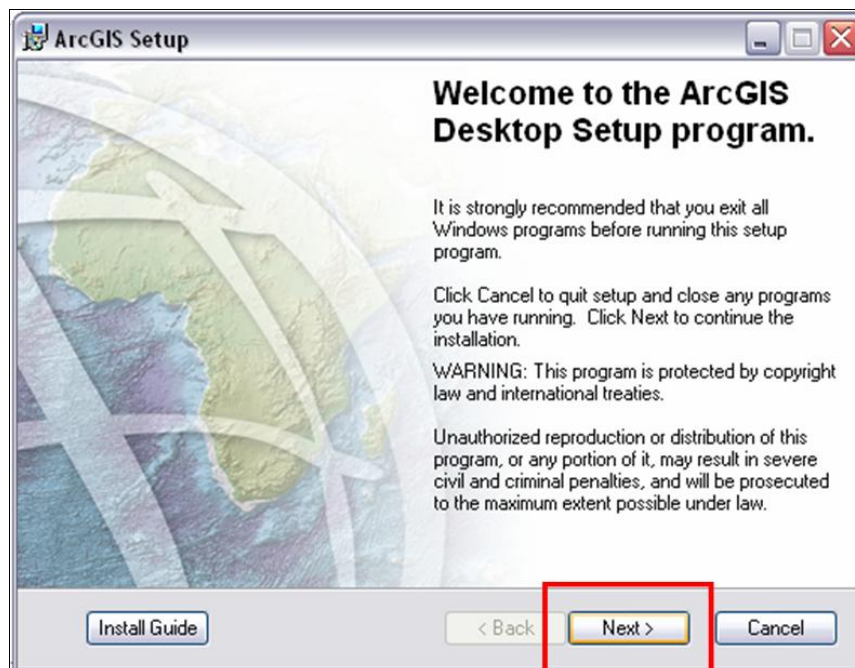 ArcGIS Setup
Welcome to the ArcGIS
Desktop Setup program.
It is strongly recommended that you exit all
Windows programs before running this setup
program.
Click Cancel to quit setup and close any programs
you have running. Click Next to continue the
installation.
WARNING: This program is protected by copyright
law and international treaties.
Unauthorized reproduction or distribution of this
program, or any portion of it, may result in severe
civil and criminal penalties, and will be prosecuted
to the maximum extent possible under law.
Install Guide
< Back
Next >
Cancel